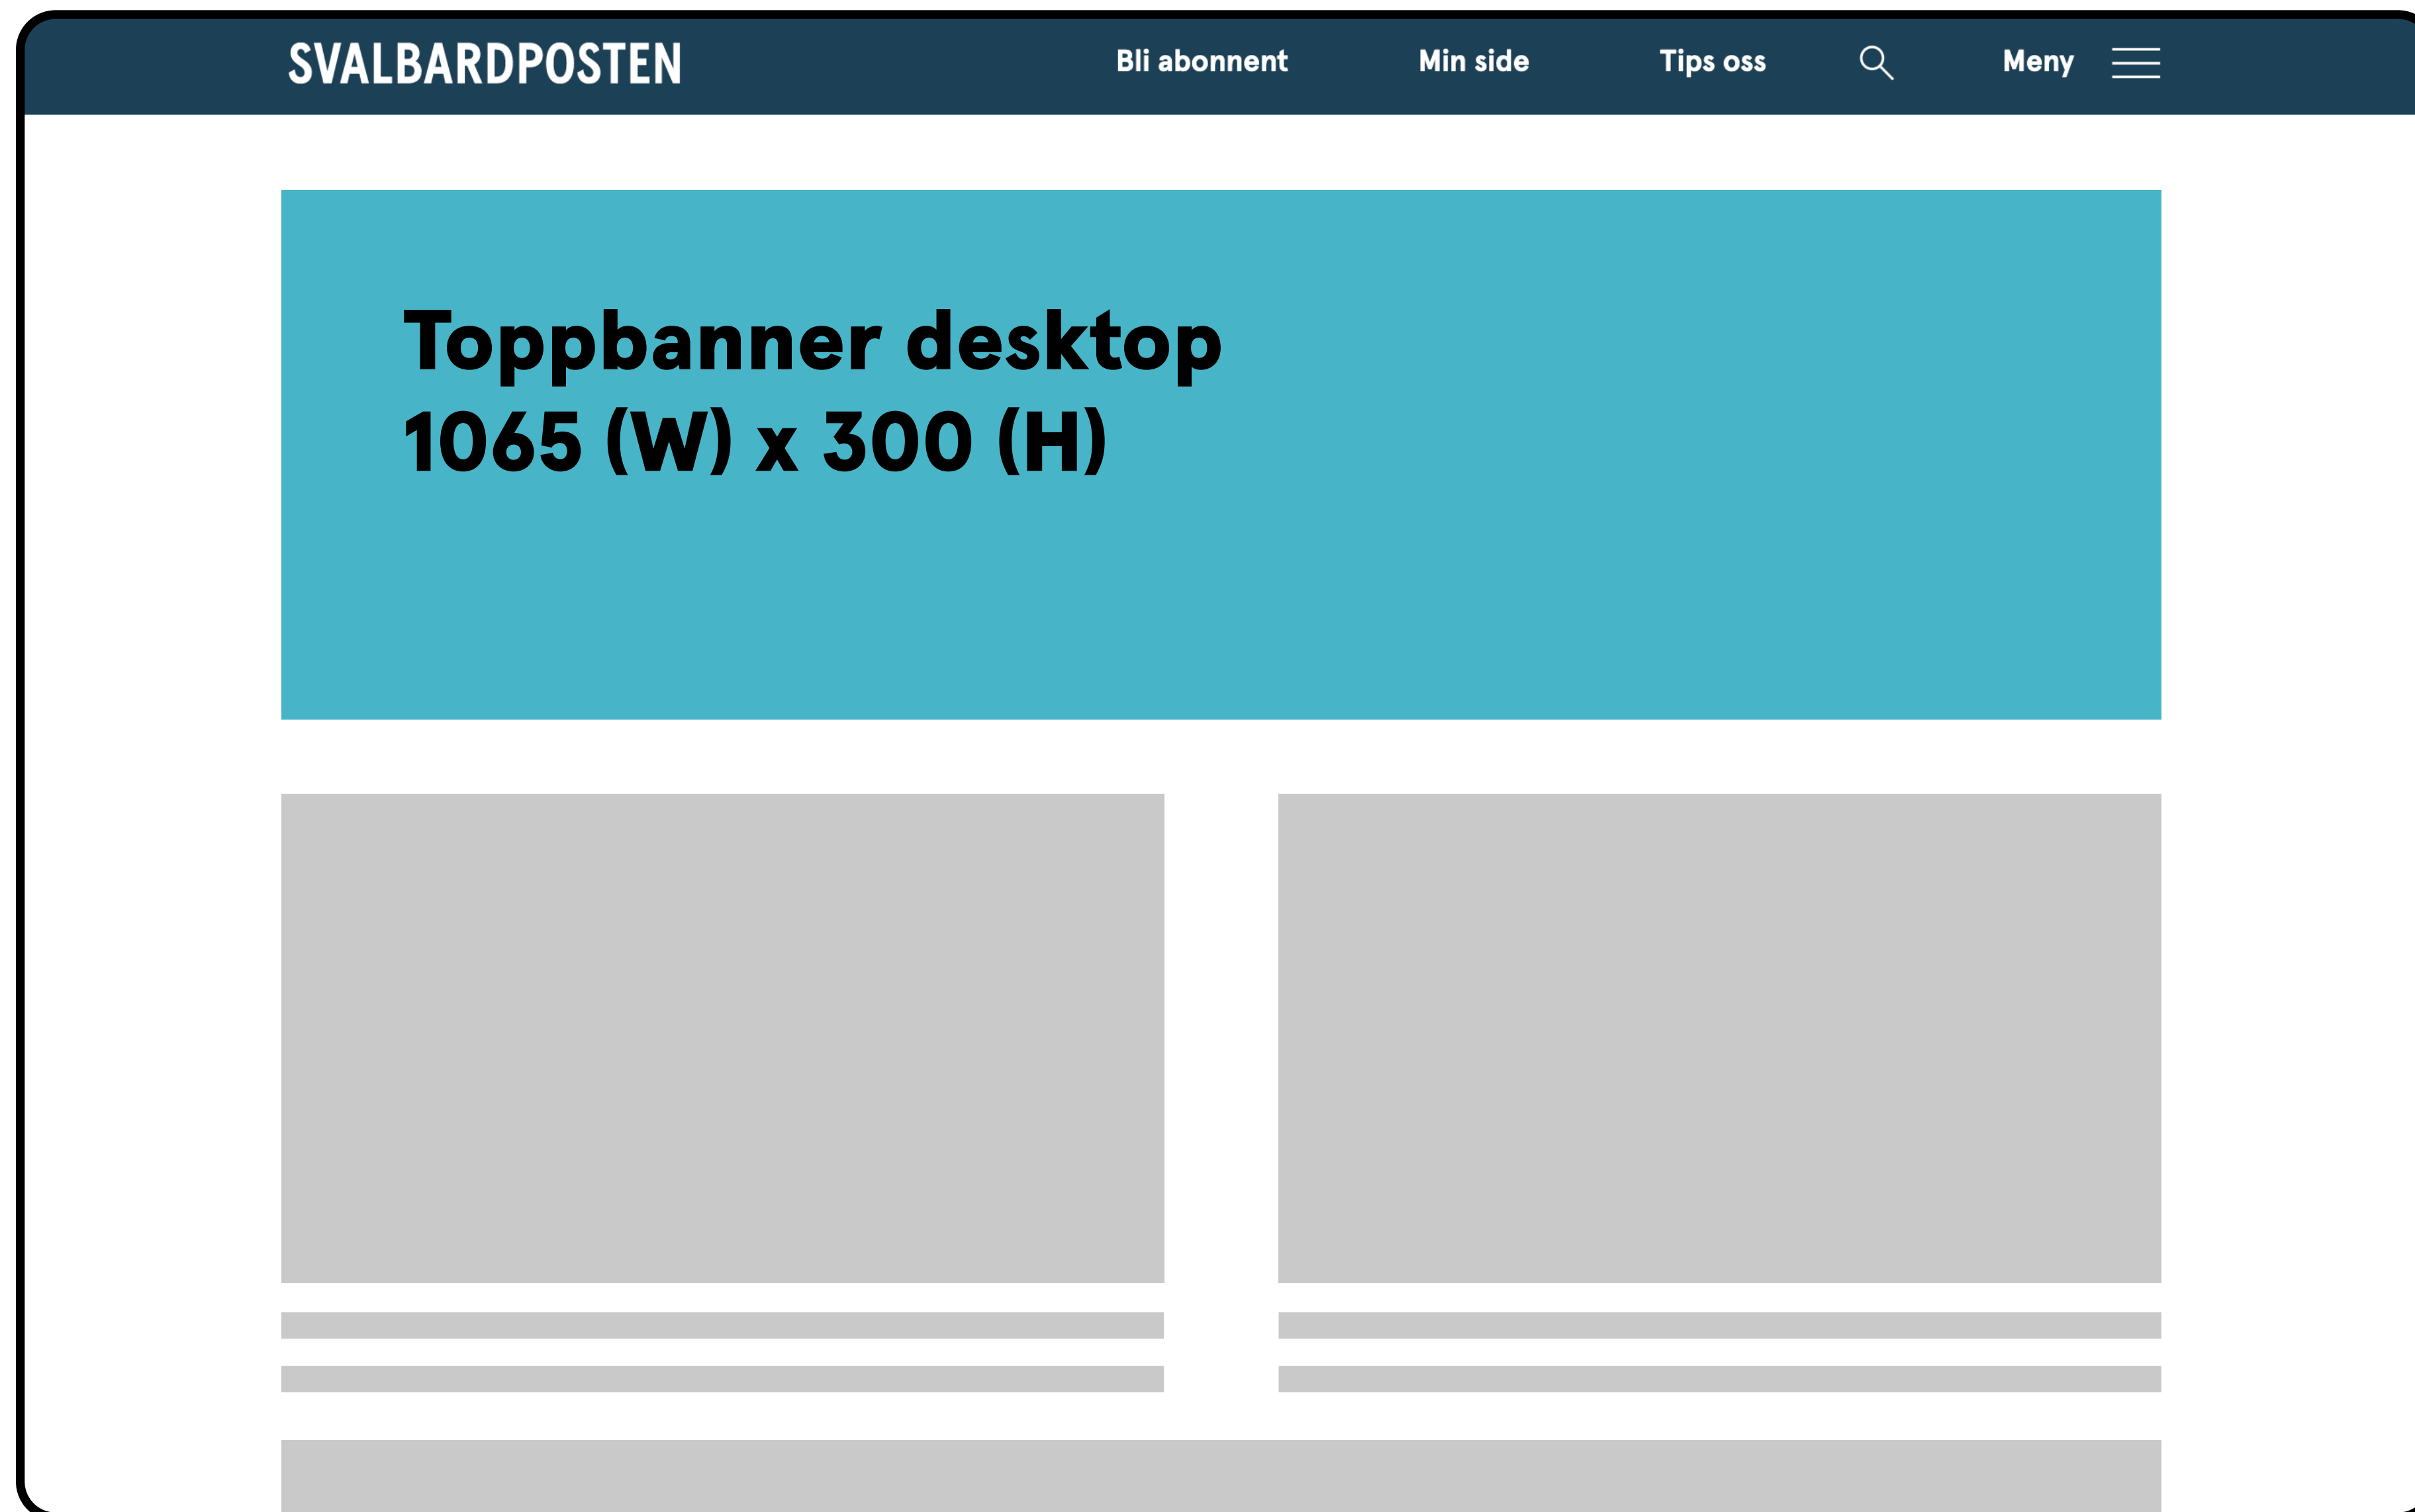 SVALBARDPOSTEN Bli abonnent Min side Tips oss Meny
Toppbanner desktop
1065 (W) x 300 (H)